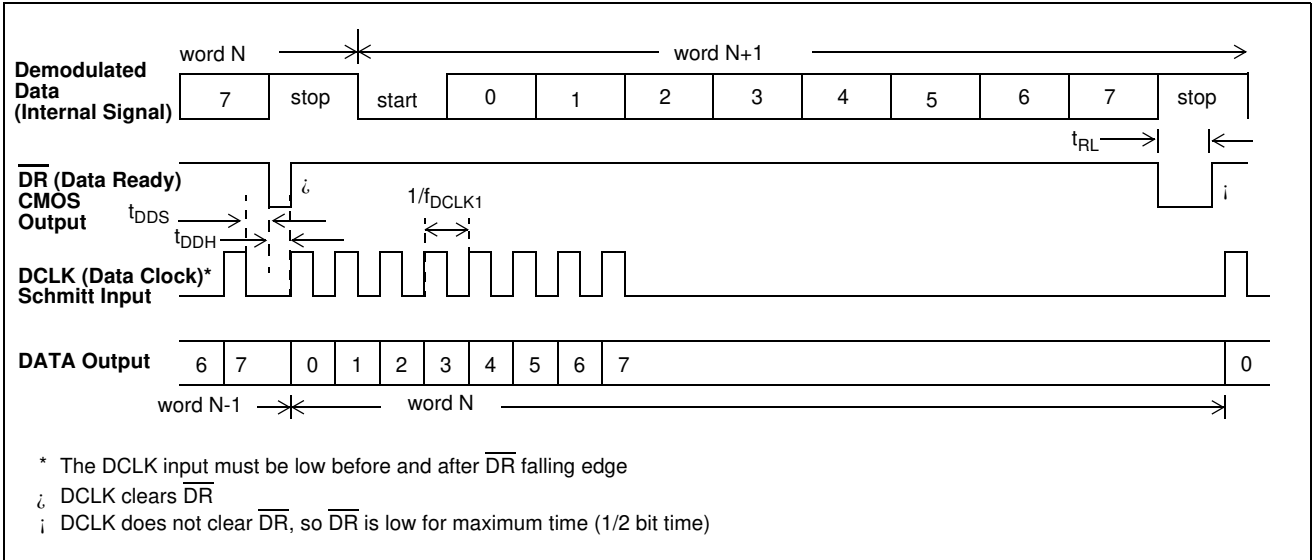 word N
word N+1
Demodulated
Data
(Internal Signal)
7 stop start 0 1 2 3 4 5 6 7 stop
tRL
DR (Data Ready)
CMOS
Output
¿
¡
1/fDCLK1
tDDS
tDDH
DCLK (Data Clock)*
Schmitt Input
DATA Output
6 7 0 1 2 3 4 5 6 7 0
word N-1
word N
* The DCLK input must be low before and after DR falling edge
¿ DCLK clears DR
¡ DCLK does not clear DR, so DR is low for maximum time (1/2 bit time)